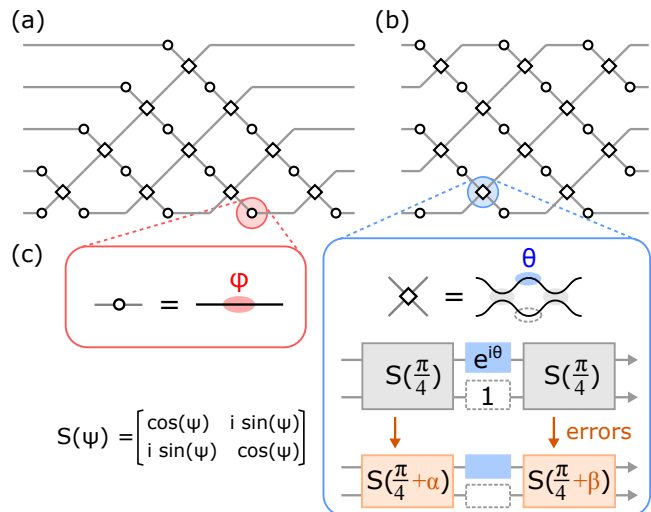 (a)
(b)
(c)
=
φ
=
θ
S(π/4)
e^{iθ}
1
S(π/4)
S(ψ) = [cos(ψ) i sin(ψ)
i sin(ψ) cos(ψ)]
errors
S(π/4+α)
S(π/4+β)